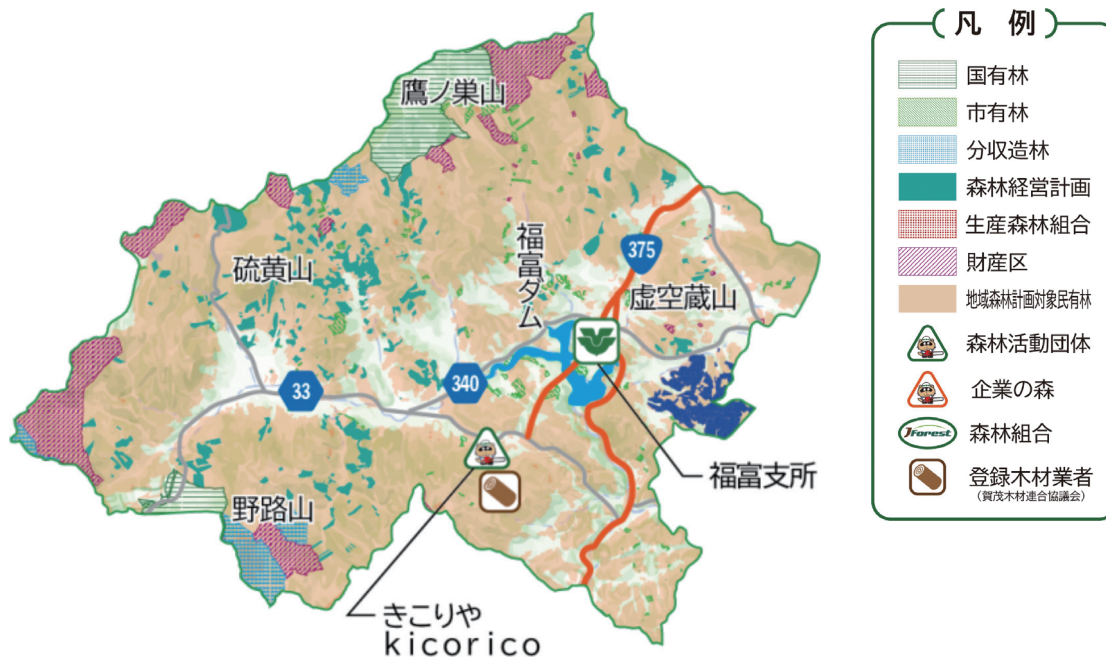 鷹ノ巣山
硫黄山
福富ダム
375
虚空蔵山
340
33
福富支所
野路山
きこりや
kicorico
凡 例
国有林
市有林
分収造林
森林経営計画
生産森林組合
財産区
地域森林計画対象民有林
森林活動団体
企業の森
JForest
森林組合
登録木材業者
(賀茂木材連合協議会)